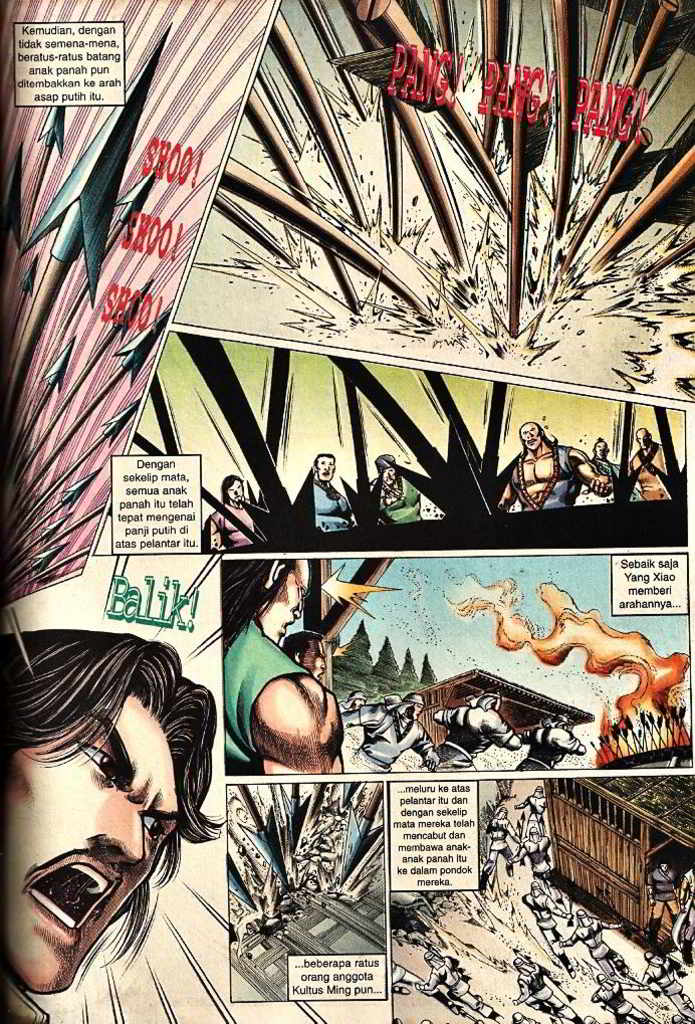 Kemudian, dengan
tidak semena-mena,
beratus-ratus batang
anak panah pun
ditembakkan ke arah
asap putih itu.
SHOO!
SHOO!
SHOO!
PANG! PANG! PANG!
Dengan
sekelip mata,
semua anak
panah itu telah
tepat mengenai
panji putih di
atas pelantar itu.
Balik!
Sebaik saja
Yang Xiao
memberi
arahannya...
...beberapa ratus
orang anggota
Kultus Ming pun...
...meluru ke atas
pelantar itu dan
dengan sekelip
mata mereka telah
mencabut dan
membawa anak-
anak panah itu
ke dalam pondok
mereka.